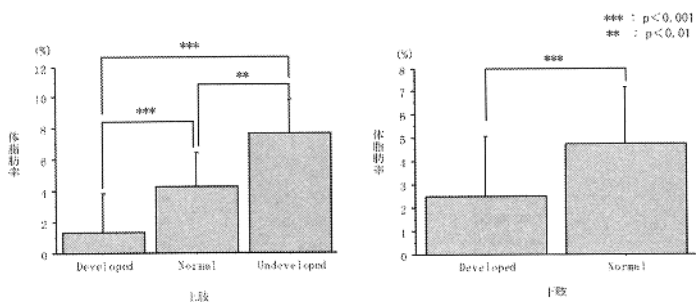 *** : p<0.001
** : p<0.01
(%)
12
10
8
6
4
2
0
体脂肪率
***
***
**
Developed
Normal
Undeveloped
上肢
(%)
8
7
6
5
4
3
2
1
0
体脂肪率
***
Developed
Normal
下肢